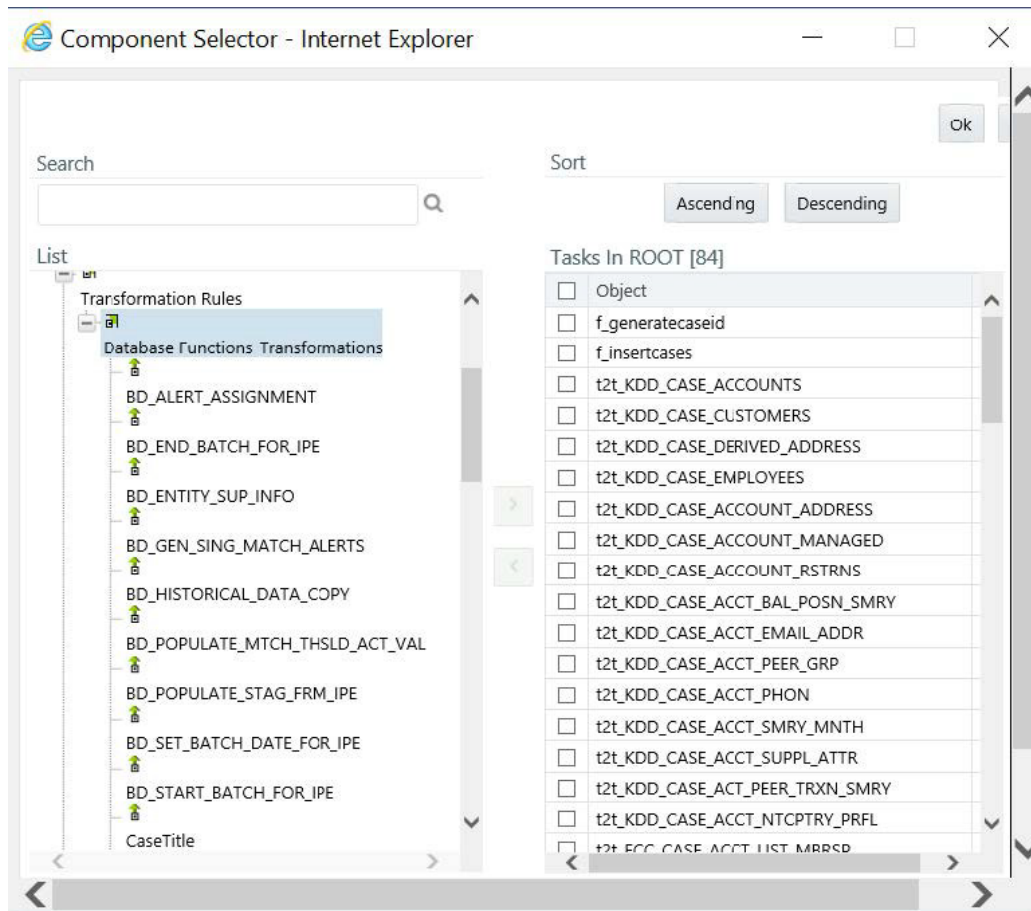 Component Selector - Internet Explorer
Ok
Search
Sort
Ascending Descending
List
Tasks In ROOT [84]
Transformation Rules
Database Functions Transformations
BD_ALERT_ASSIGNMENT
BD_END_BATCH_FOR_IPE
BD_ENTITY_SUP_INFO
BD_GEN_SING_MATCH_ALERTS
BD_HISTORICAL_DATA_COPY
BD_POPULATE_MTCH_THSLD_ACT_VAL
BD_POPULATE_STAG_FRM_IPE
BD_SET_BATCH_DATE_FOR_IPE
BD_START_BATCH_FOR_IPE
CaseTitle
Object
f_generatecaseid
f_insertcases
t2t_KDD_CASE_ACCOUNTS
t2t_KDD_CASE_CUSTOMERS
t2t_KDD_CASE_DERIVED_ADDRESS
t2t_KDD_CASE_EMPLOYEES
t2t_KDD_CASE_ACCOUNT_ADDRESS
t2t_KDD_CASE_ACCOUNT_MANAGED
t2t_KDD_CASE_ACCOUNT_RSTRNS
t2t_KDD_CASE_ACCT_BAL_POSN_SMRY
t2t_KDD_CASE_ACCT_EMAIL_ADDR
t2t_KDD_CASE_ACCT_PEER_GRP
t2t_KDD_CASE_ACCT_PHON
t2t_KDD_CASE_ACCT_SMRY_MNTH
t2t_KDD_CASE_ACCT_SUPPL_ATTR
t2t_KDD_CASE_ACT_PEER_TRXN_SMRY
t2t_KDD_CASE_ACCT_NTCPTRY_PRFL